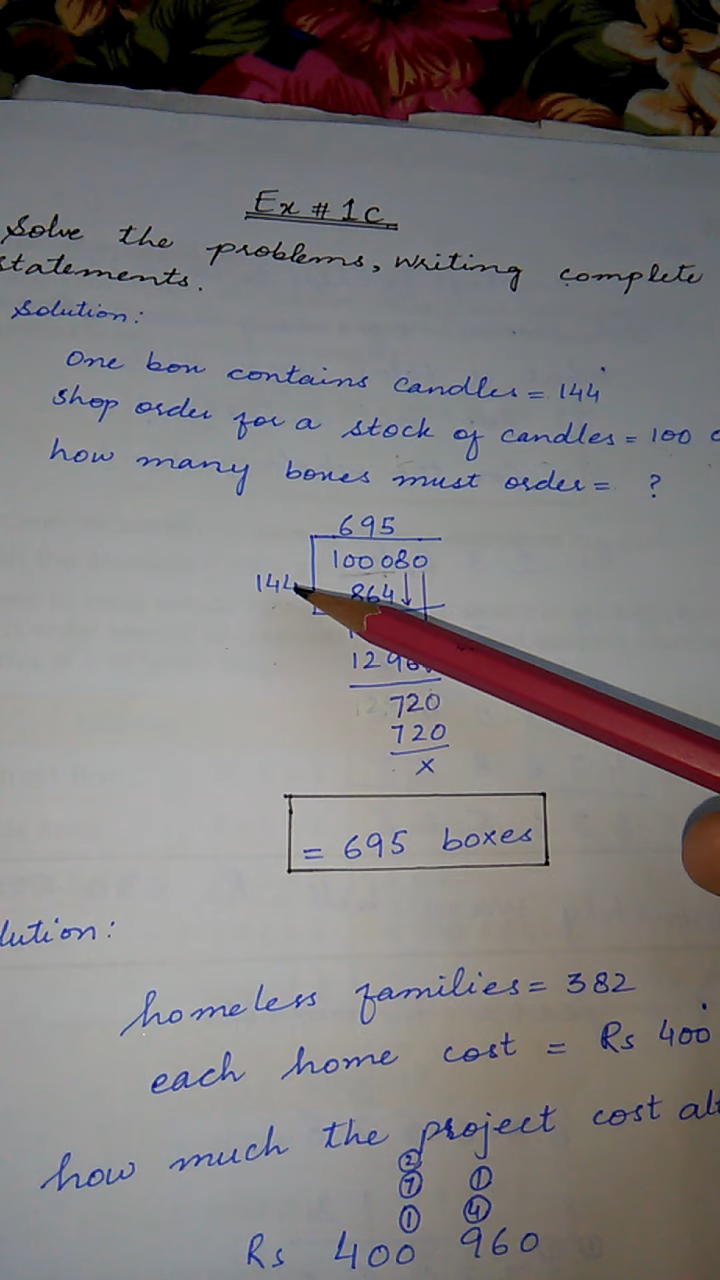 Ex # 1c
Solve the problems, writing complete
statements.
Solution:
One box contains candles = 144
Shop order for a stock of candles = 100
how many boxes must order = ?
695
100080
144
864
1296
720
720
x
= 695 boxes
lution:
homeless families = 382
each home cost = Rs 400
how much the project cost
2
7 1
1 4
Rs 400 960